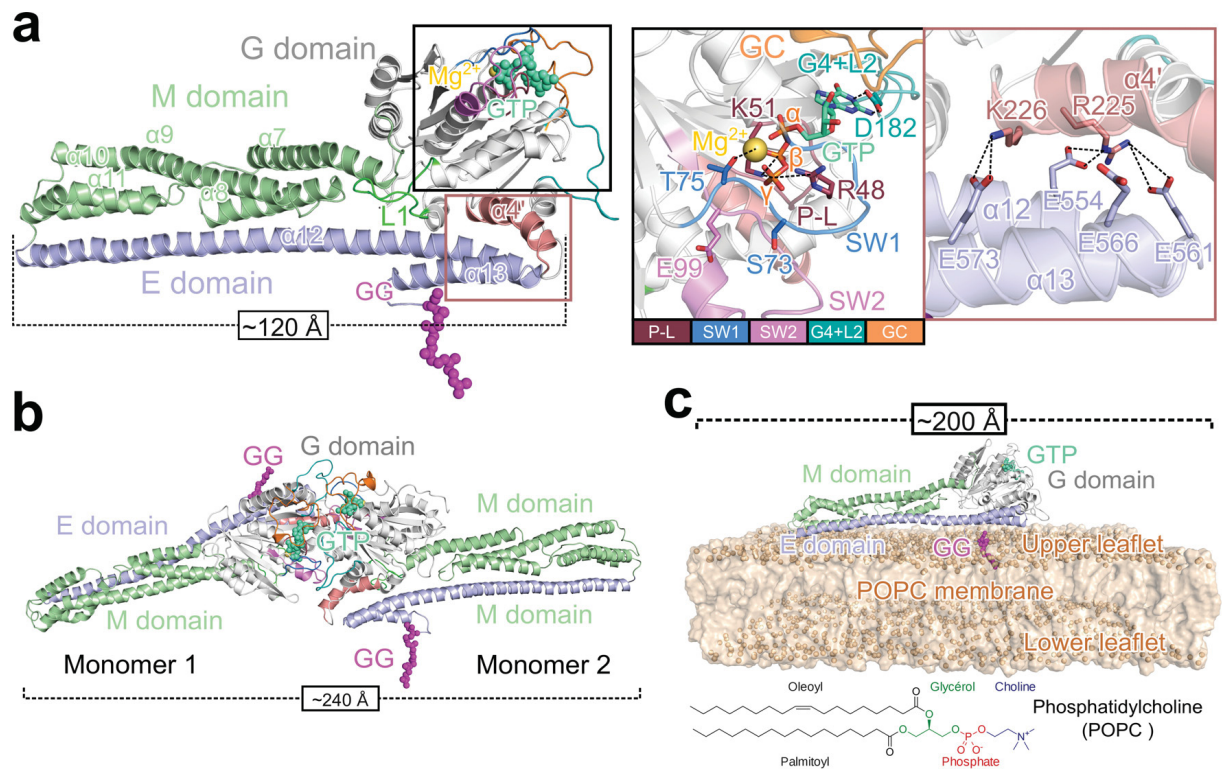 a
G domain
M domain
Mg²⁺
GTP
α9
α7
α10
α11
α8
L1
α4'
α12
α13
E domain
GG
~120 Å
GC
G4+L2
K51
α
D182
Mg²⁺
β
GTP
T75
γ
R48
P-L
SW1
E99
S73
SW2
P-L SW1 SW2 G4+L2 GC
α4'
K226
R225
α12
E554
E573
E566
E561
α13
b
GG
G domain
E domain
M domain
GTP
M domain
M domain
GG
Monomer 1
Monomer 2
~240 Å
c
~200 Å
GTP
M domain
G domain
E domain
GG
Upper leaflet
POPC membrane
Lower leaflet
Oleoyl
Glycérol
Choline
O
O
O
O
O
P
O
O
O⁻
N⁺
Phosphatidylcholine
(POPC )
Palmitoyl
Phosphate